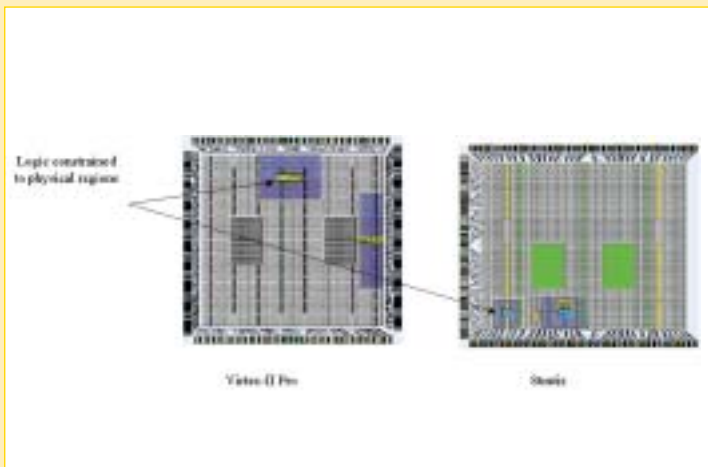 Logic constrained
to physical regions
Virtex-II Pro
Stratix